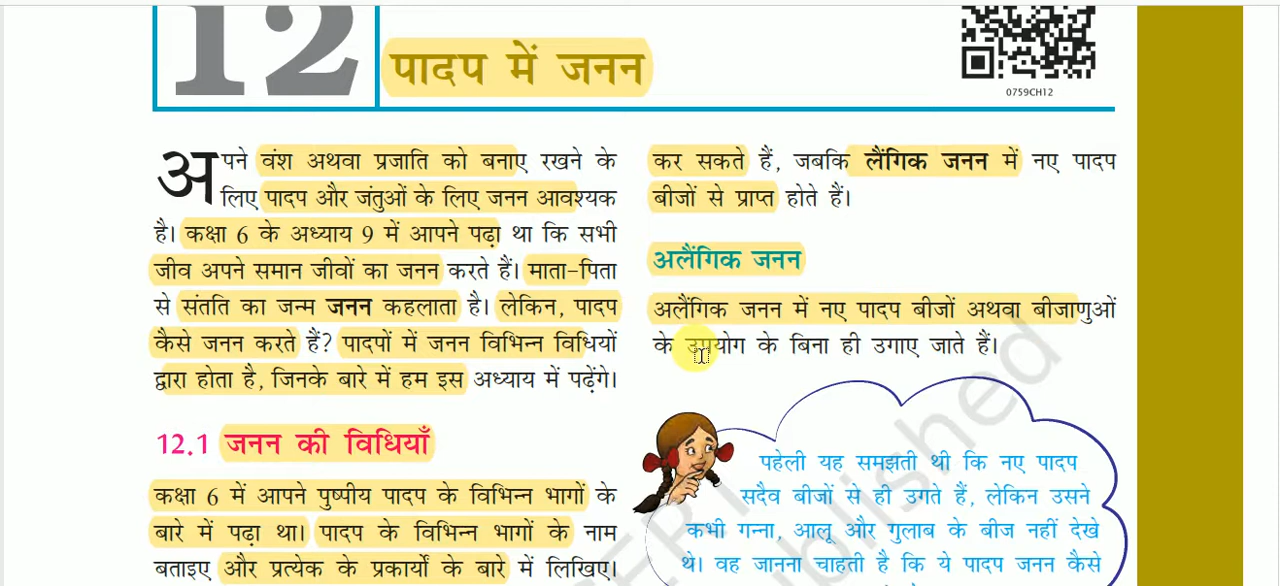 12
पादप में जनन
0759CH12
अपने वंश अथवा प्रजाति को बनाए रखने के
लिए पादप और जंतुओं के लिए जनन आवश्यक
है। कक्षा 6 के अध्याय 9 में आपने पढ़ा था कि सभी
जीव अपने समान जीवों का जनन करते हैं। माता-पिता
से संतति का जन्म जनन कहलाता है। लेकिन, पादप
कैसे जनन करते हैं? पादपों में जनन विभिन्न विधियों
द्वारा होता है, जिनके बारे में हम इस अध्याय में पढ़ेंगे।
12.1 जनन की विधियाँ
कक्षा 6 में आपने पुष्पीय पादप के विभिन्न भागों के
बारे में पढ़ा था। पादप के विभिन्न भागों के नाम
बताइए और प्रत्येक के प्रकार्यों के बारे में लिखिए।
कर सकते हैं, जबकि लैंगिक जनन में नए पादप
बीजों से प्राप्त होते हैं।
अलैंगिक जनन
अलैंगिक जनन में नए पादप बीजों अथवा बीजाणुओं
के उपयोग के बिना ही उगाए जाते हैं।
पहेली यह समझती थी कि नए पादप
सदैव बीजों से ही उगते हैं, लेकिन उसने
कभी गन्ना, आलू और गुलाब के बीज नहीं देखे
थे। वह जानना चाहती है कि ये पादप जनन कैसे